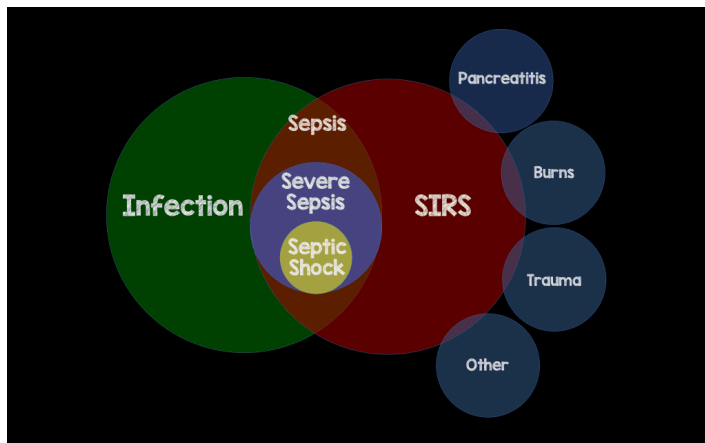 Pancreatitis
Sepsis
Burns
Severe
Sepsis
Infection
SIRS
Septic
Shock
Trauma
Other